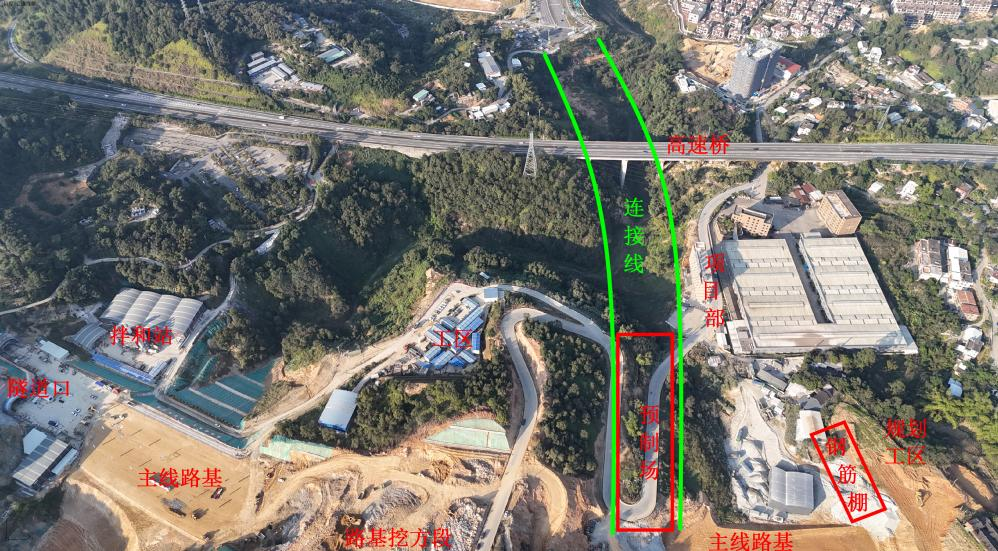 高速桥
连接线
项目部
拌和站
工区
隧道口
预制场
规划
工区
钢筋棚
主线路基
路基挖方段
主线路基